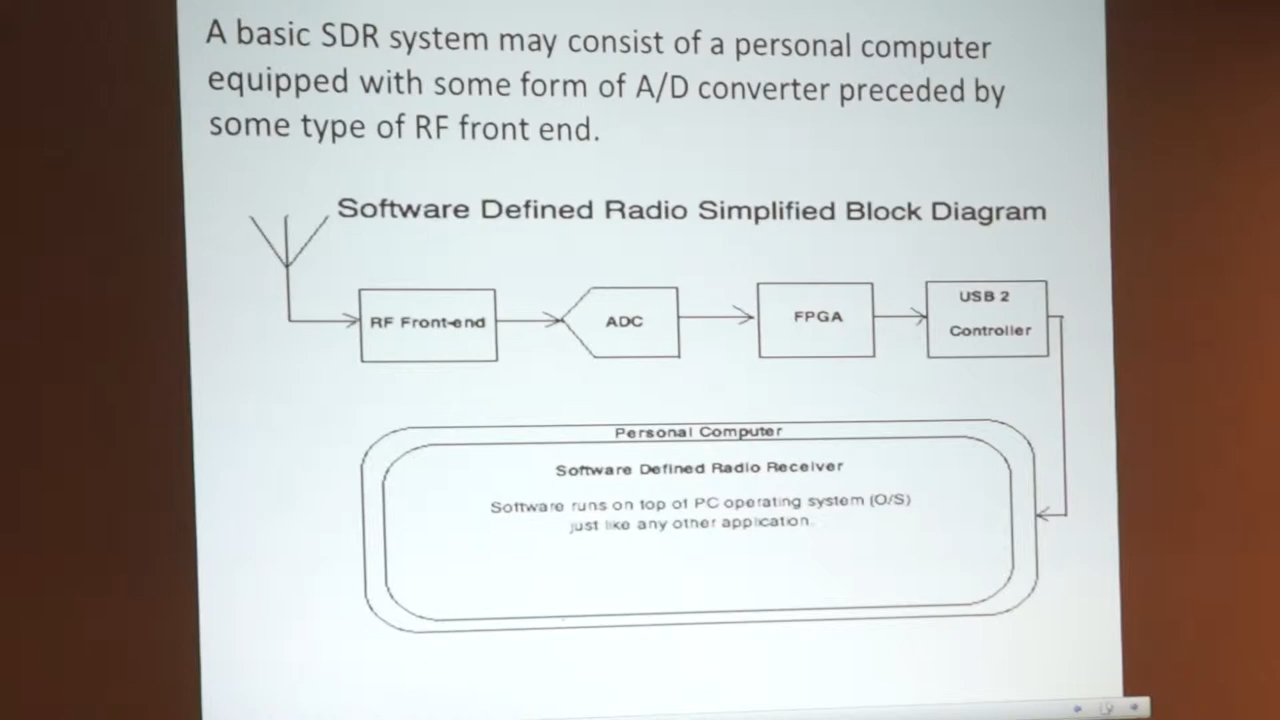 A basic SDR system may consist of a personal computer
equipped with some form of A/D converter preceded by
some type of RF front end.
Software Defined Radio Simplified Block Diagram
RF Front-end
ADC
FPGA
USB 2
Controller
Personal Computer
Software Defined Radio Receiver
Software runs on top of PC operating system (O/S)
just like any other application.